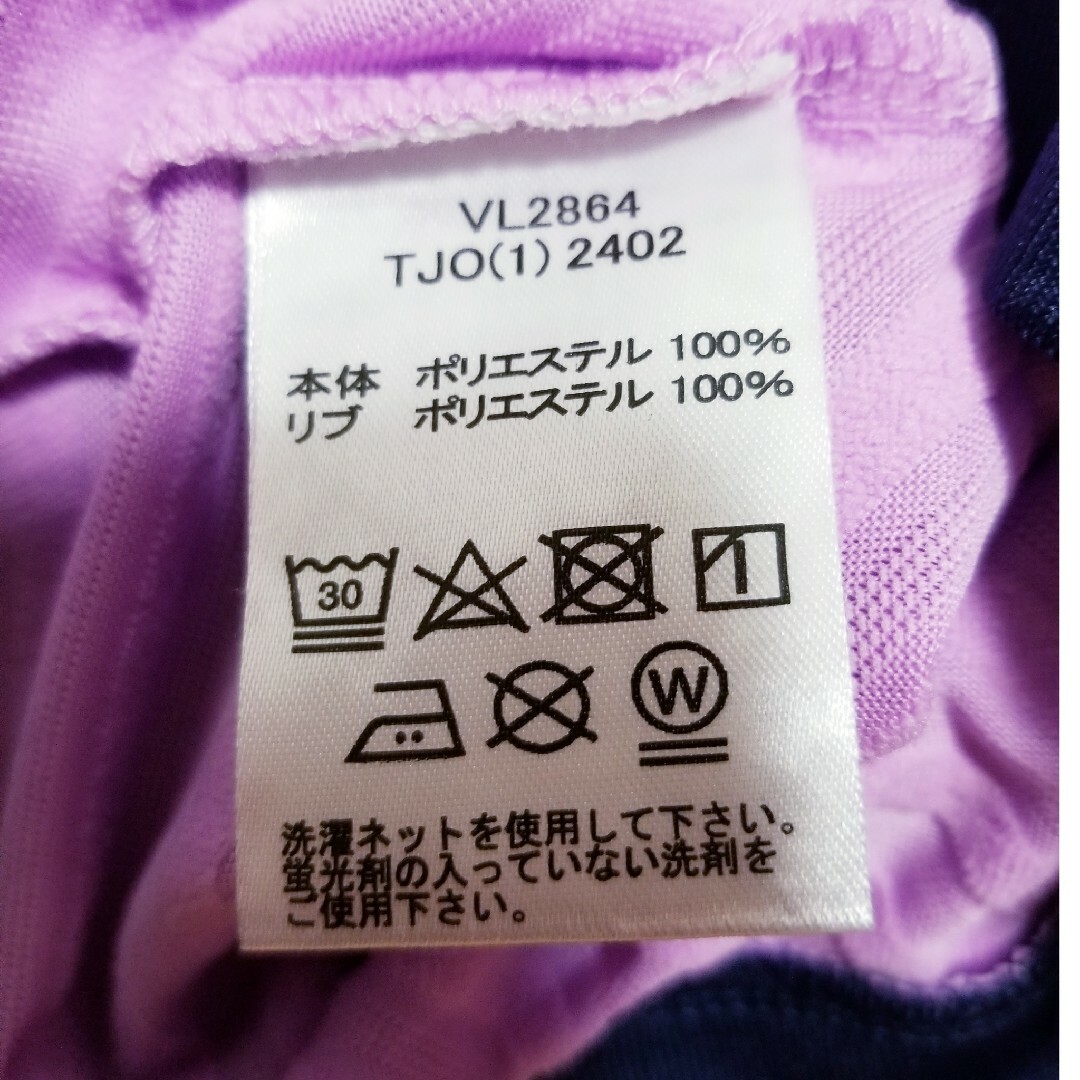 VL2864
TJO(1) 2402
本体 ポリエステル 100%
リブ ポリエステル 100%
30
W
洗濯ネットを使用して下さい。
蛍光剤の入っていない洗剤を
ご使用下さい。